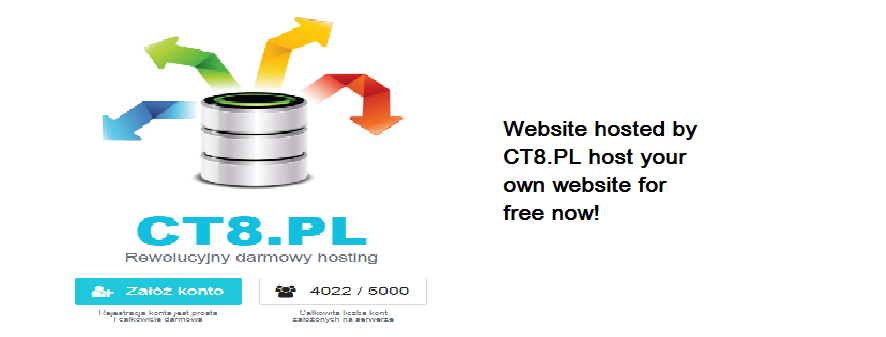 CT8.PL
Rewolucyjny darmowy hosting
Załóż konto
4022 / 5000
Rejestracja konta jest prosta
i całkowicie darmowa
Całkowita liczba kont
założonych na serwerze
Website hosted by
CT8.PL host your
own website for
free now!